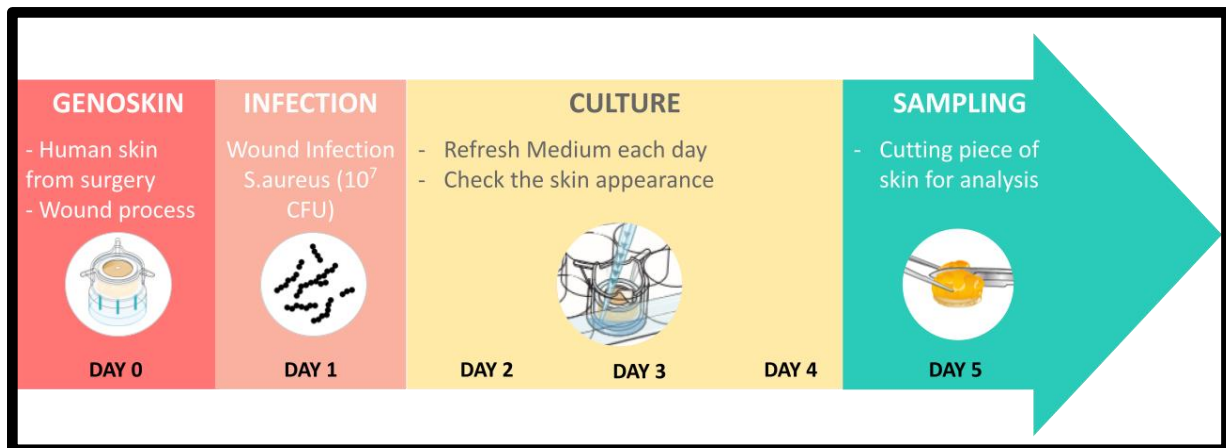 GENOSKIN
- Human skin
from surgery
- Wound process
DAY 0
INFECTION
Wound Infection
S.aureus (10⁷
CFU)
DAY 1
CULTURE
- Refresh Medium each day
- Check the skin appearance
DAY 2
DAY 3
DAY 4
SAMPLING
- Cutting piece of
skin for analysis
DAY 5